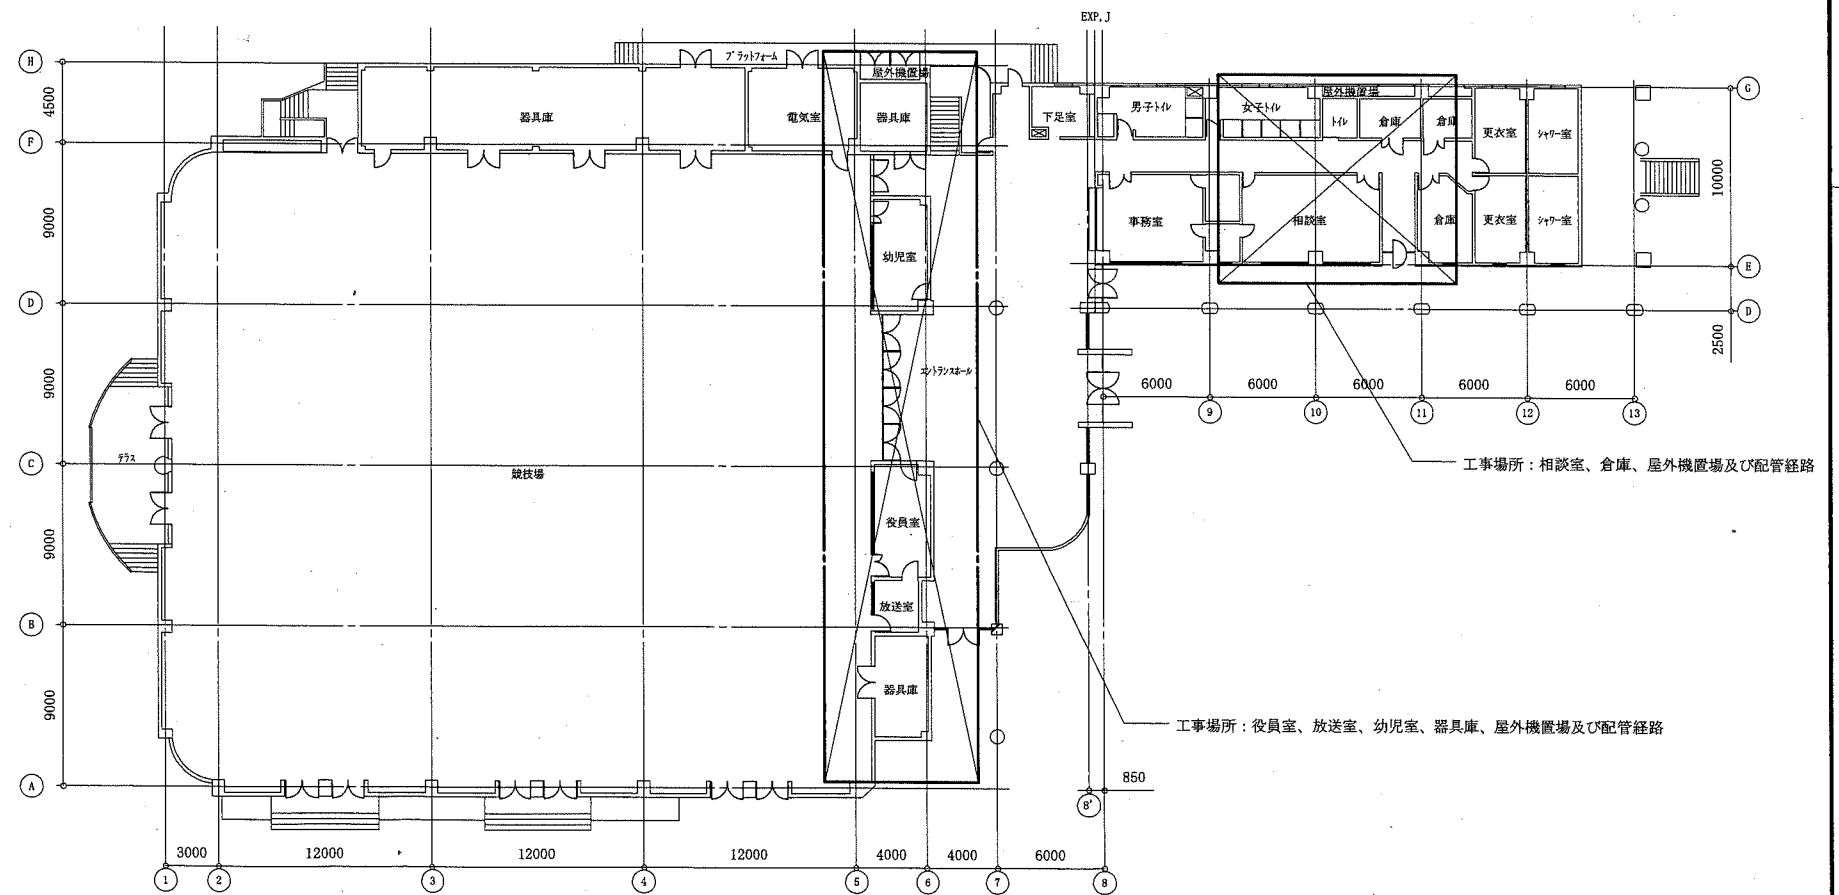 EXP.J
H
プラットフォーム
屋外機置場
屋外機置場
G
4500
器具庫
電気室
器具庫
下足室
男子トイレ
女子トイレ
トイレ
倉庫
倉庫
更衣室
シャワー室
F
10000
9000
事務室
相談室
倉庫
更衣室
シャワー室
幼児室
E
D
D
2500
9000
エントランスホール
6000
6000
6000
6000
6000
9
10
11
12
13
C
テラス
競技場
工事場所：相談室、倉庫、屋外機置場及び配管経路
9000
役員室
放送室
B
9000
器具庫
工事場所：役員室、放送室、幼児室、器具庫、屋外機置場及び配管経路
A
850
8'
3000
12000
12000
12000
4000
4000
6000
1
2
3
4
5
6
7
8